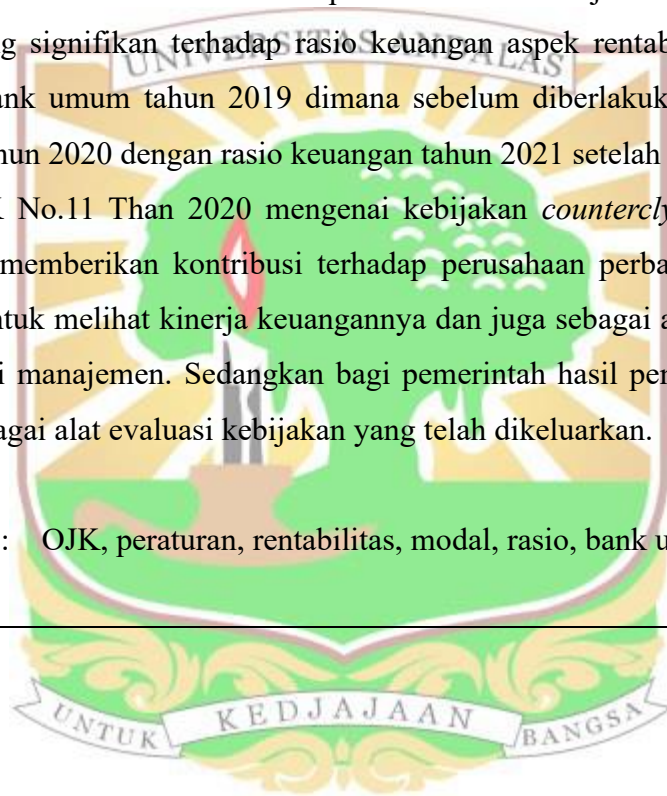 g signifikan terhadap rasio keuangan aspek rentab
UNIVERSITAS ANDALAS
ank umum tahun 2019 dimana sebelum diberlakuk
hun 2020 dengan rasio keuangan tahun 2021 setelah
K No.11 Than 2020 mengenai kebijakan countercly
memberikan kontribusi terhadap perusahaan perba
ntuk melihat kinerja keuangannya dan juga sebagai a
i manajemen. Sedangkan bagi pemerintah hasil per
agai alat evaluasi kebijakan yang telah dikeluarkan.
: OJK, peraturan, rentabilitas, modal, rasio, bank u
UNTUK KEDJAJAAN BANGSA